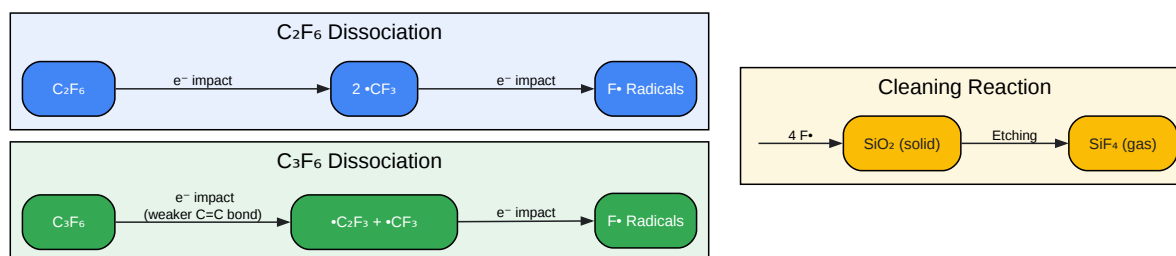 C₂F₆ Dissociation
C₂F₆
e⁻ impact
2 •CF₃
e⁻ impact
F• Radicals
C₃F₆ Dissociation
C₃F₆
e⁻ impact
(weaker C=C bond)
•C₂F₃ + •CF₃
e⁻ impact
F• Radicals
Cleaning Reaction
4 F•
SiO₂ (solid)
Etching
SiF₄ (gas)